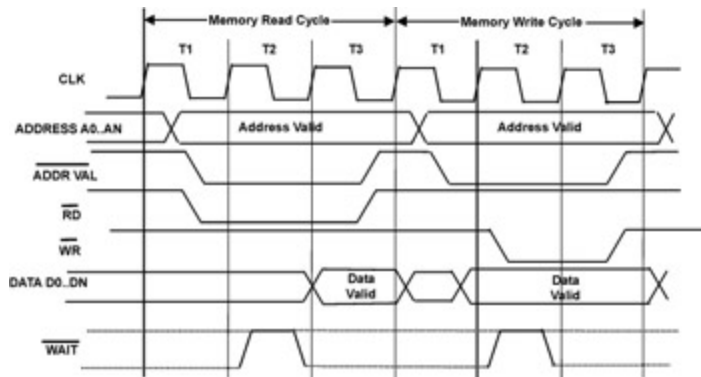 Memory Read Cycle Memory Write Cycle
T1 T2 T3 T1 T2 T3
CLK
ADDRESS A0..AN Address Valid Address Valid
ADDR VAL
RD
WR
DATA D0..DN Data Valid Data Valid
WAIT